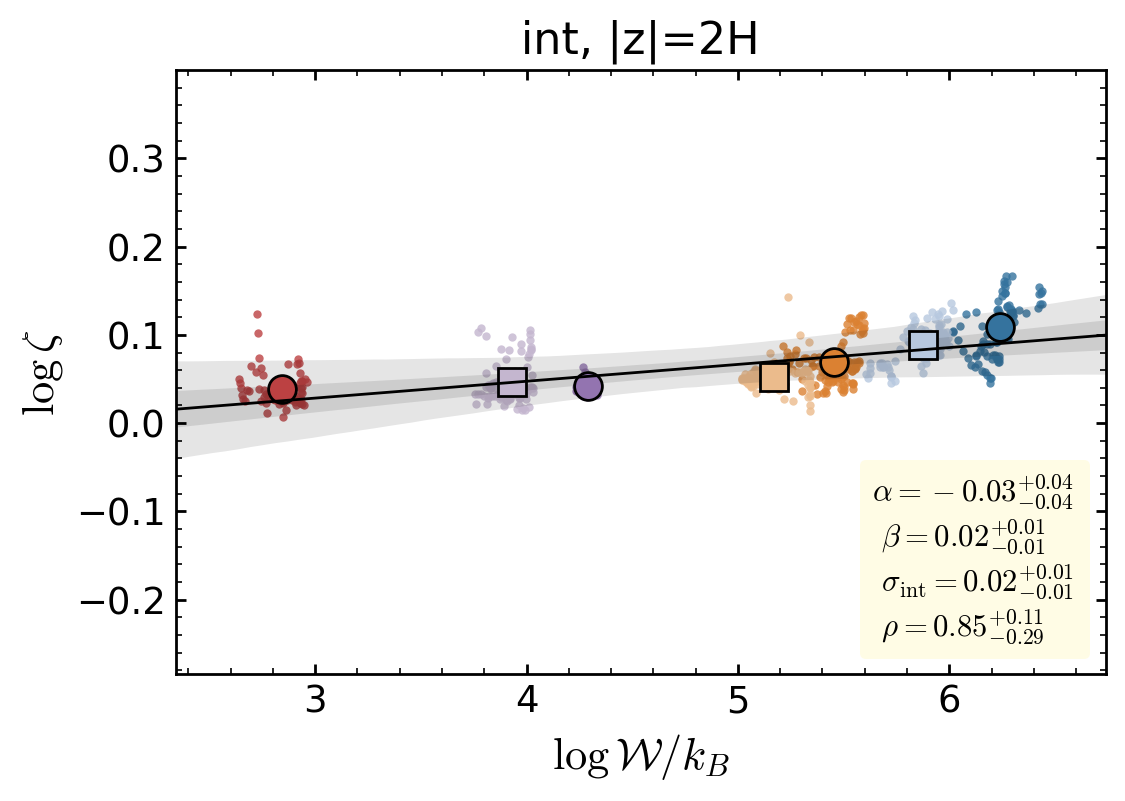 int, |z|=2H
log ζ
0.3
0.2
0.1
0.0
−0.1
−0.2
α = −0.03^{+0.04}_{−0.04}
β = 0.02^{+0.01}_{−0.01}
σ_{int} = 0.02^{+0.01}_{−0.01}
ρ = 0.85^{+0.11}_{−0.29}
3 4 5 6
log 𝒲/k_B